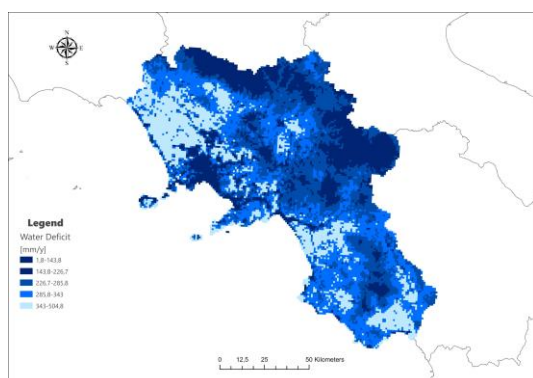 N
W E
S
Legend
Water Deficit
[mm/y]
1,8-143,8
143,8-226,7
226,7-285,8
285,8-343
343-504,8
0 12,5 25 50 Kilometers